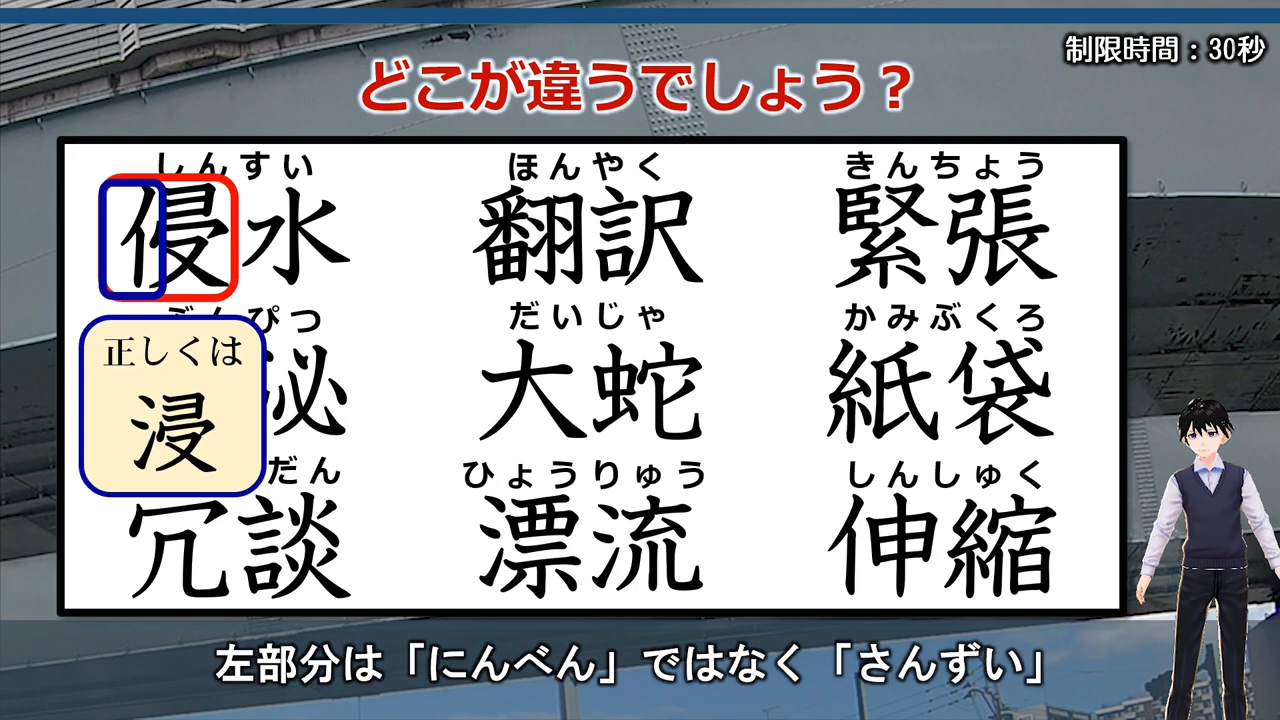 制限時間：30秒
どこが違うでしょう？
しんすい ほんやく きんちょう
侵水 翻訳 緊張
ぴつ だいじゃ かみぶくろ
泌 大蛇 紙袋
正しくは
浸
だん ひょうりゅう しんしゅく
冗談 漂流 伸縮
左部分は「にんべん」ではなく「さんずい」